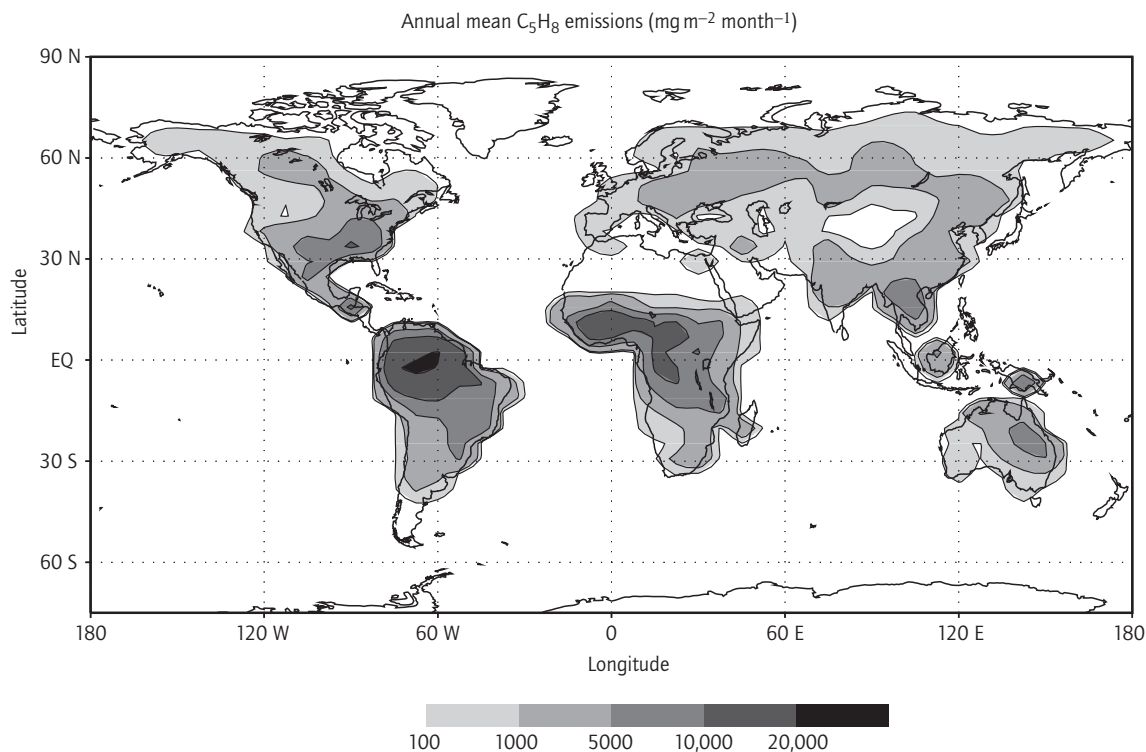 Annual mean C₅H₈ emissions (mg m⁻² month⁻¹)
90 N
60 N
30 N
EQ
30 S
60 S
Latitude
180
120 W
60 W
0
60 E
120 E
180
Longitude
100
1000
5000
10,000
20,000